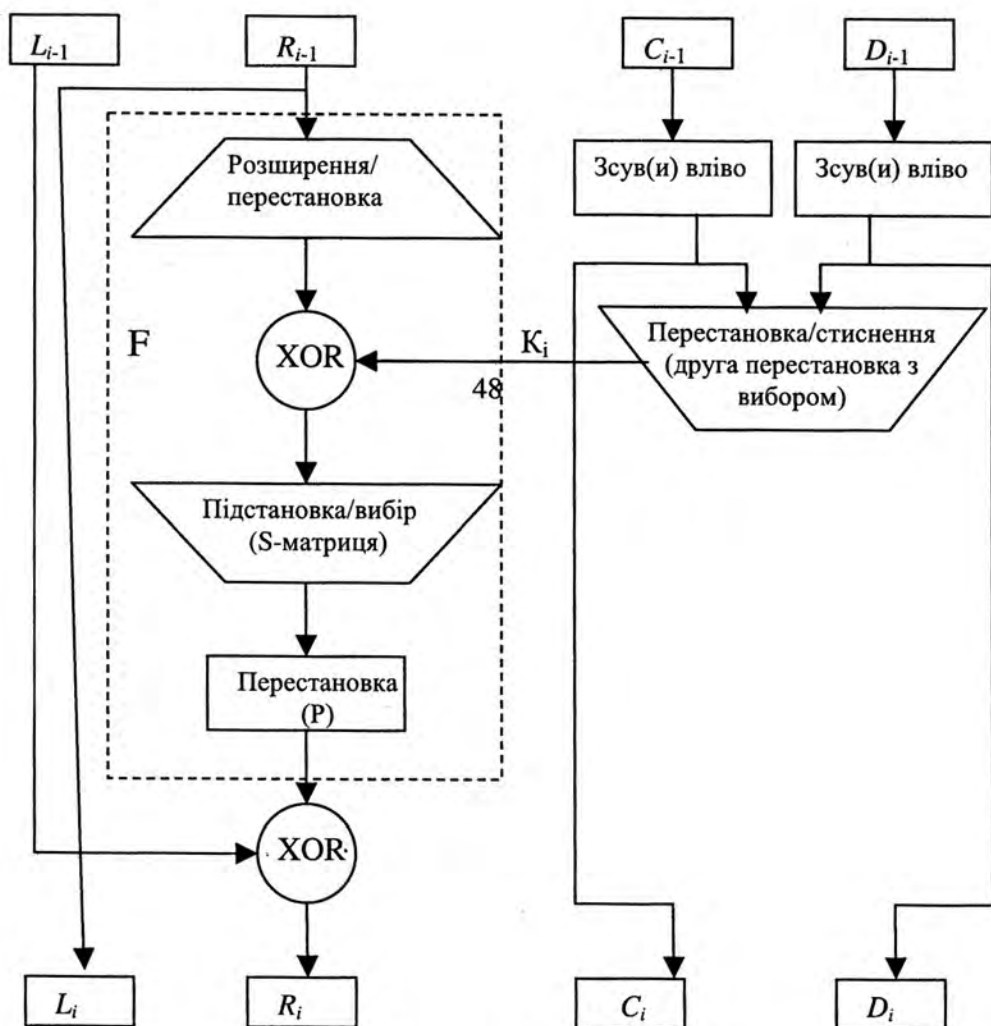 L_{i-1}
R_{i-1}
C_{i-1}
D_{i-1}
Розширення/
перестановка
Зсув(и) вліво
Зсув(и) вліво
F
XOR
K_i
48
Перестановка/стиснення
(друга перестановка з
вибором)
Підстановка/вибір
(S-матриця)
Перестановка
(P)
XOR
L_i
R_i
C_i
D_i